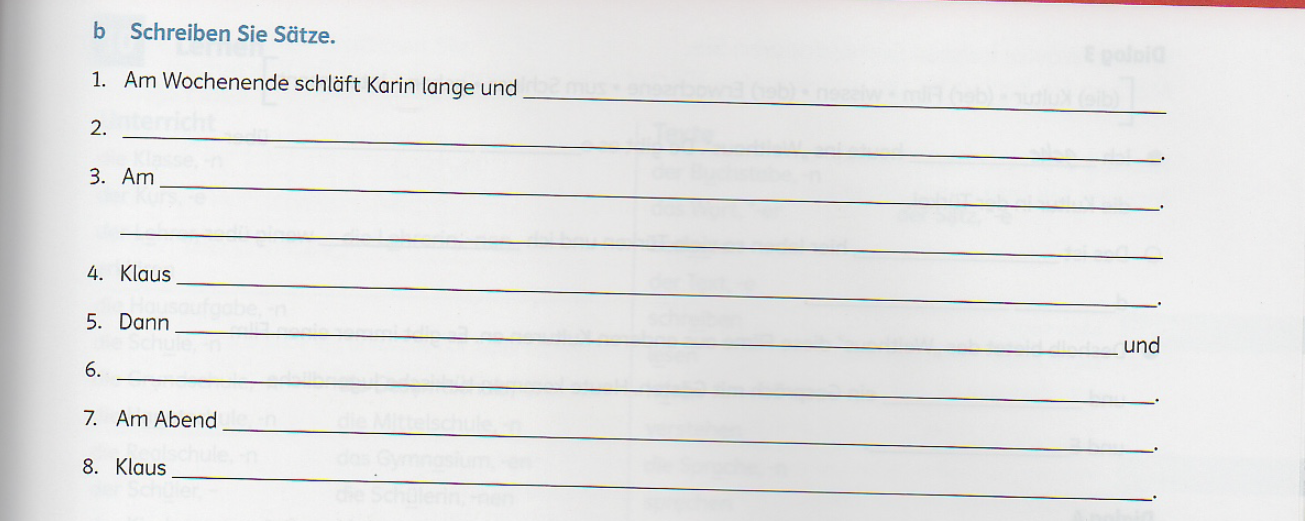 b Schreiben Sie Sätze.
1. Am Wochenende schläft Karin lange und
2. .
3. Am .
4. Klaus .
5. Dann und
6. .
7. Am Abend .
8. Klaus .